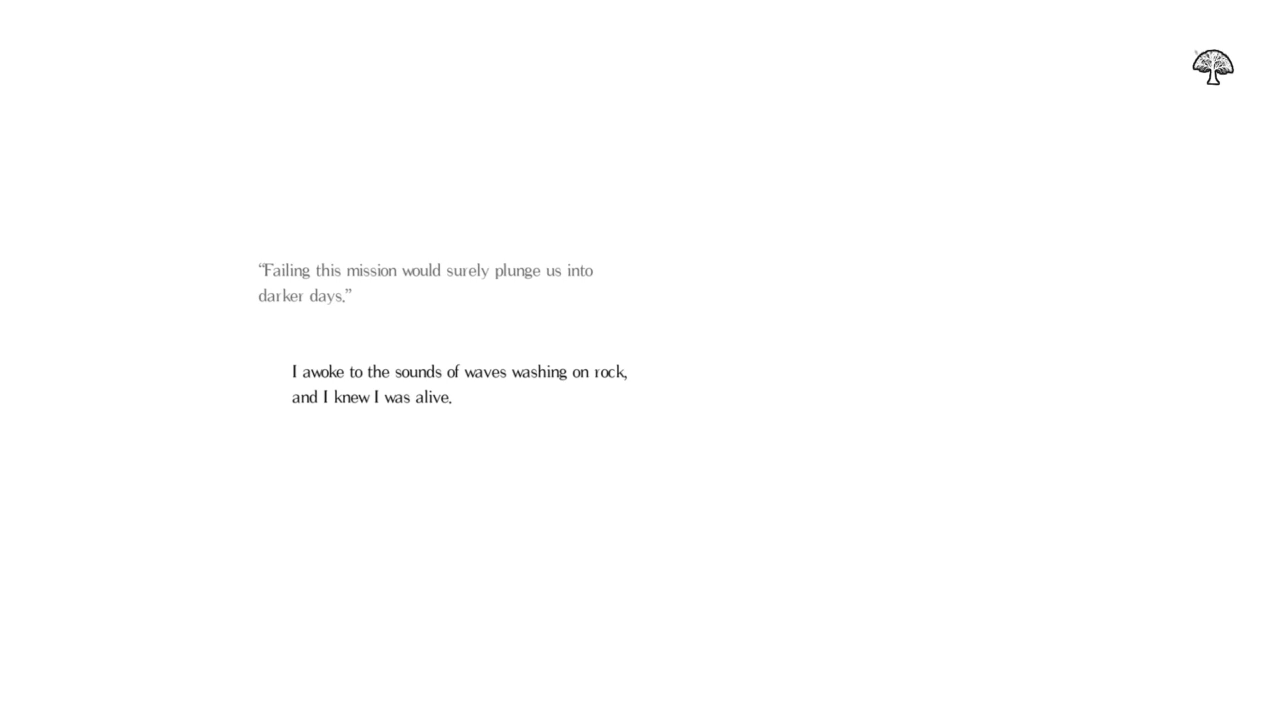 “Failing this mission would surely plunge us into
darker days.”
I awoke to the sounds of waves washing on rock,
and I knew I was alive.